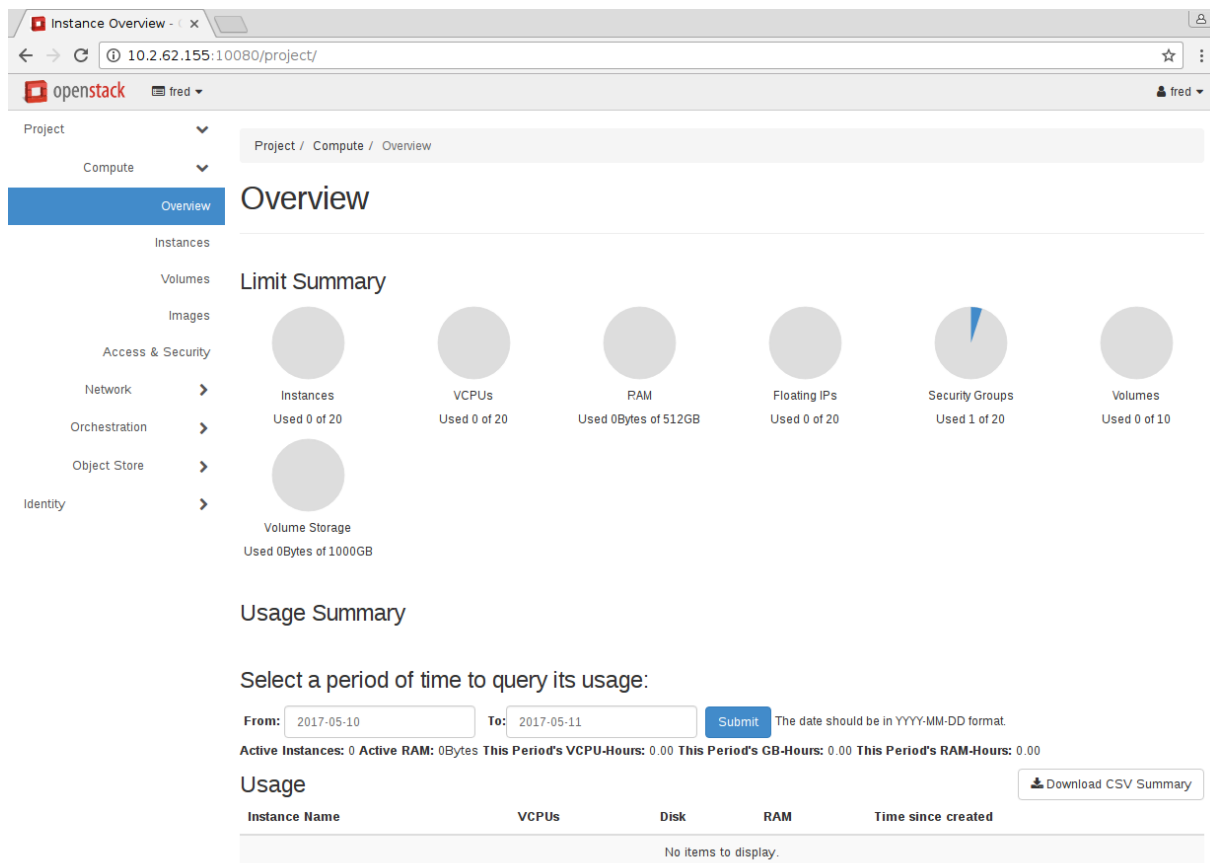 Instance Overview - 
10.2.62.155:10080/project/
openstack fred fred
Project
Compute
Overview
Instances
Volumes
Images
Access & Security
Network
Orchestration
Object Store
Identity
Project / Compute / Overview
Overview
Limit Summary
Instances VCPUs RAM Floating IPs Security Groups Volumes
Used 0 of 20 Used 0 of 20 Used 0Bytes of 512GB Used 0 of 20 Used 1 of 20 Used 0 of 10
Volume Storage
Used 0Bytes of 1000GB
Usage Summary
Select a period of time to query its usage:
From: 2017-05-10 To: 2017-05-11 Submit The date should be in YYYY-MM-DD format.
Active Instances: 0 Active RAM: 0Bytes This Period's VCPU-Hours: 0.00 This Period's GB-Hours: 0.00 This Period's RAM-Hours: 0.00
Usage Download CSV Summary
Instance Name VCPUs Disk RAM Time since created
No items to display.